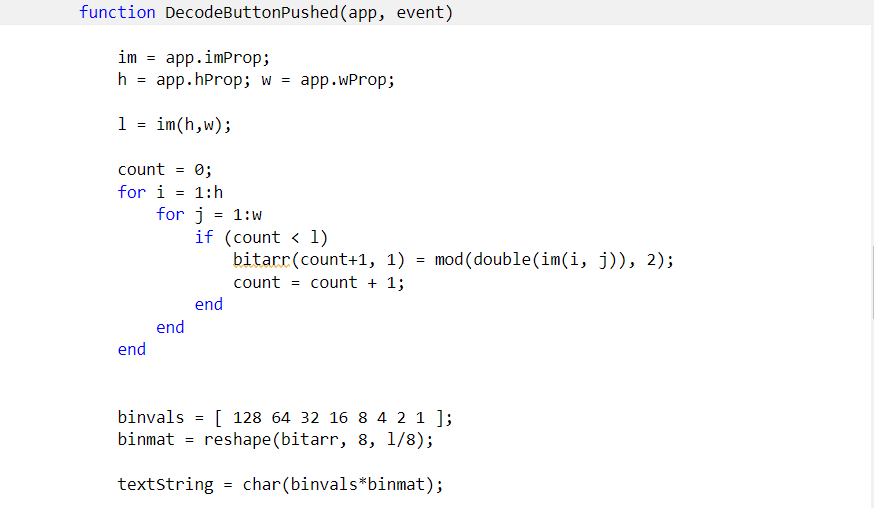 function DecodeButtonPushed(app, event)
im = app.imProp;
h = app.hProp; w = app.wProp;
l = im(h,w);
count = 0;
for i = 1:h
for j = 1:w
if (count < l)
bitarr(count+1, 1) = mod(double(im(i, j)), 2);
count = count + 1;
end
end
end
binvals = [ 128 64 32 16 8 4 2 1 ];
binmat = reshape(bitarr, 8, l/8);
textString = char(binvals*binmat);